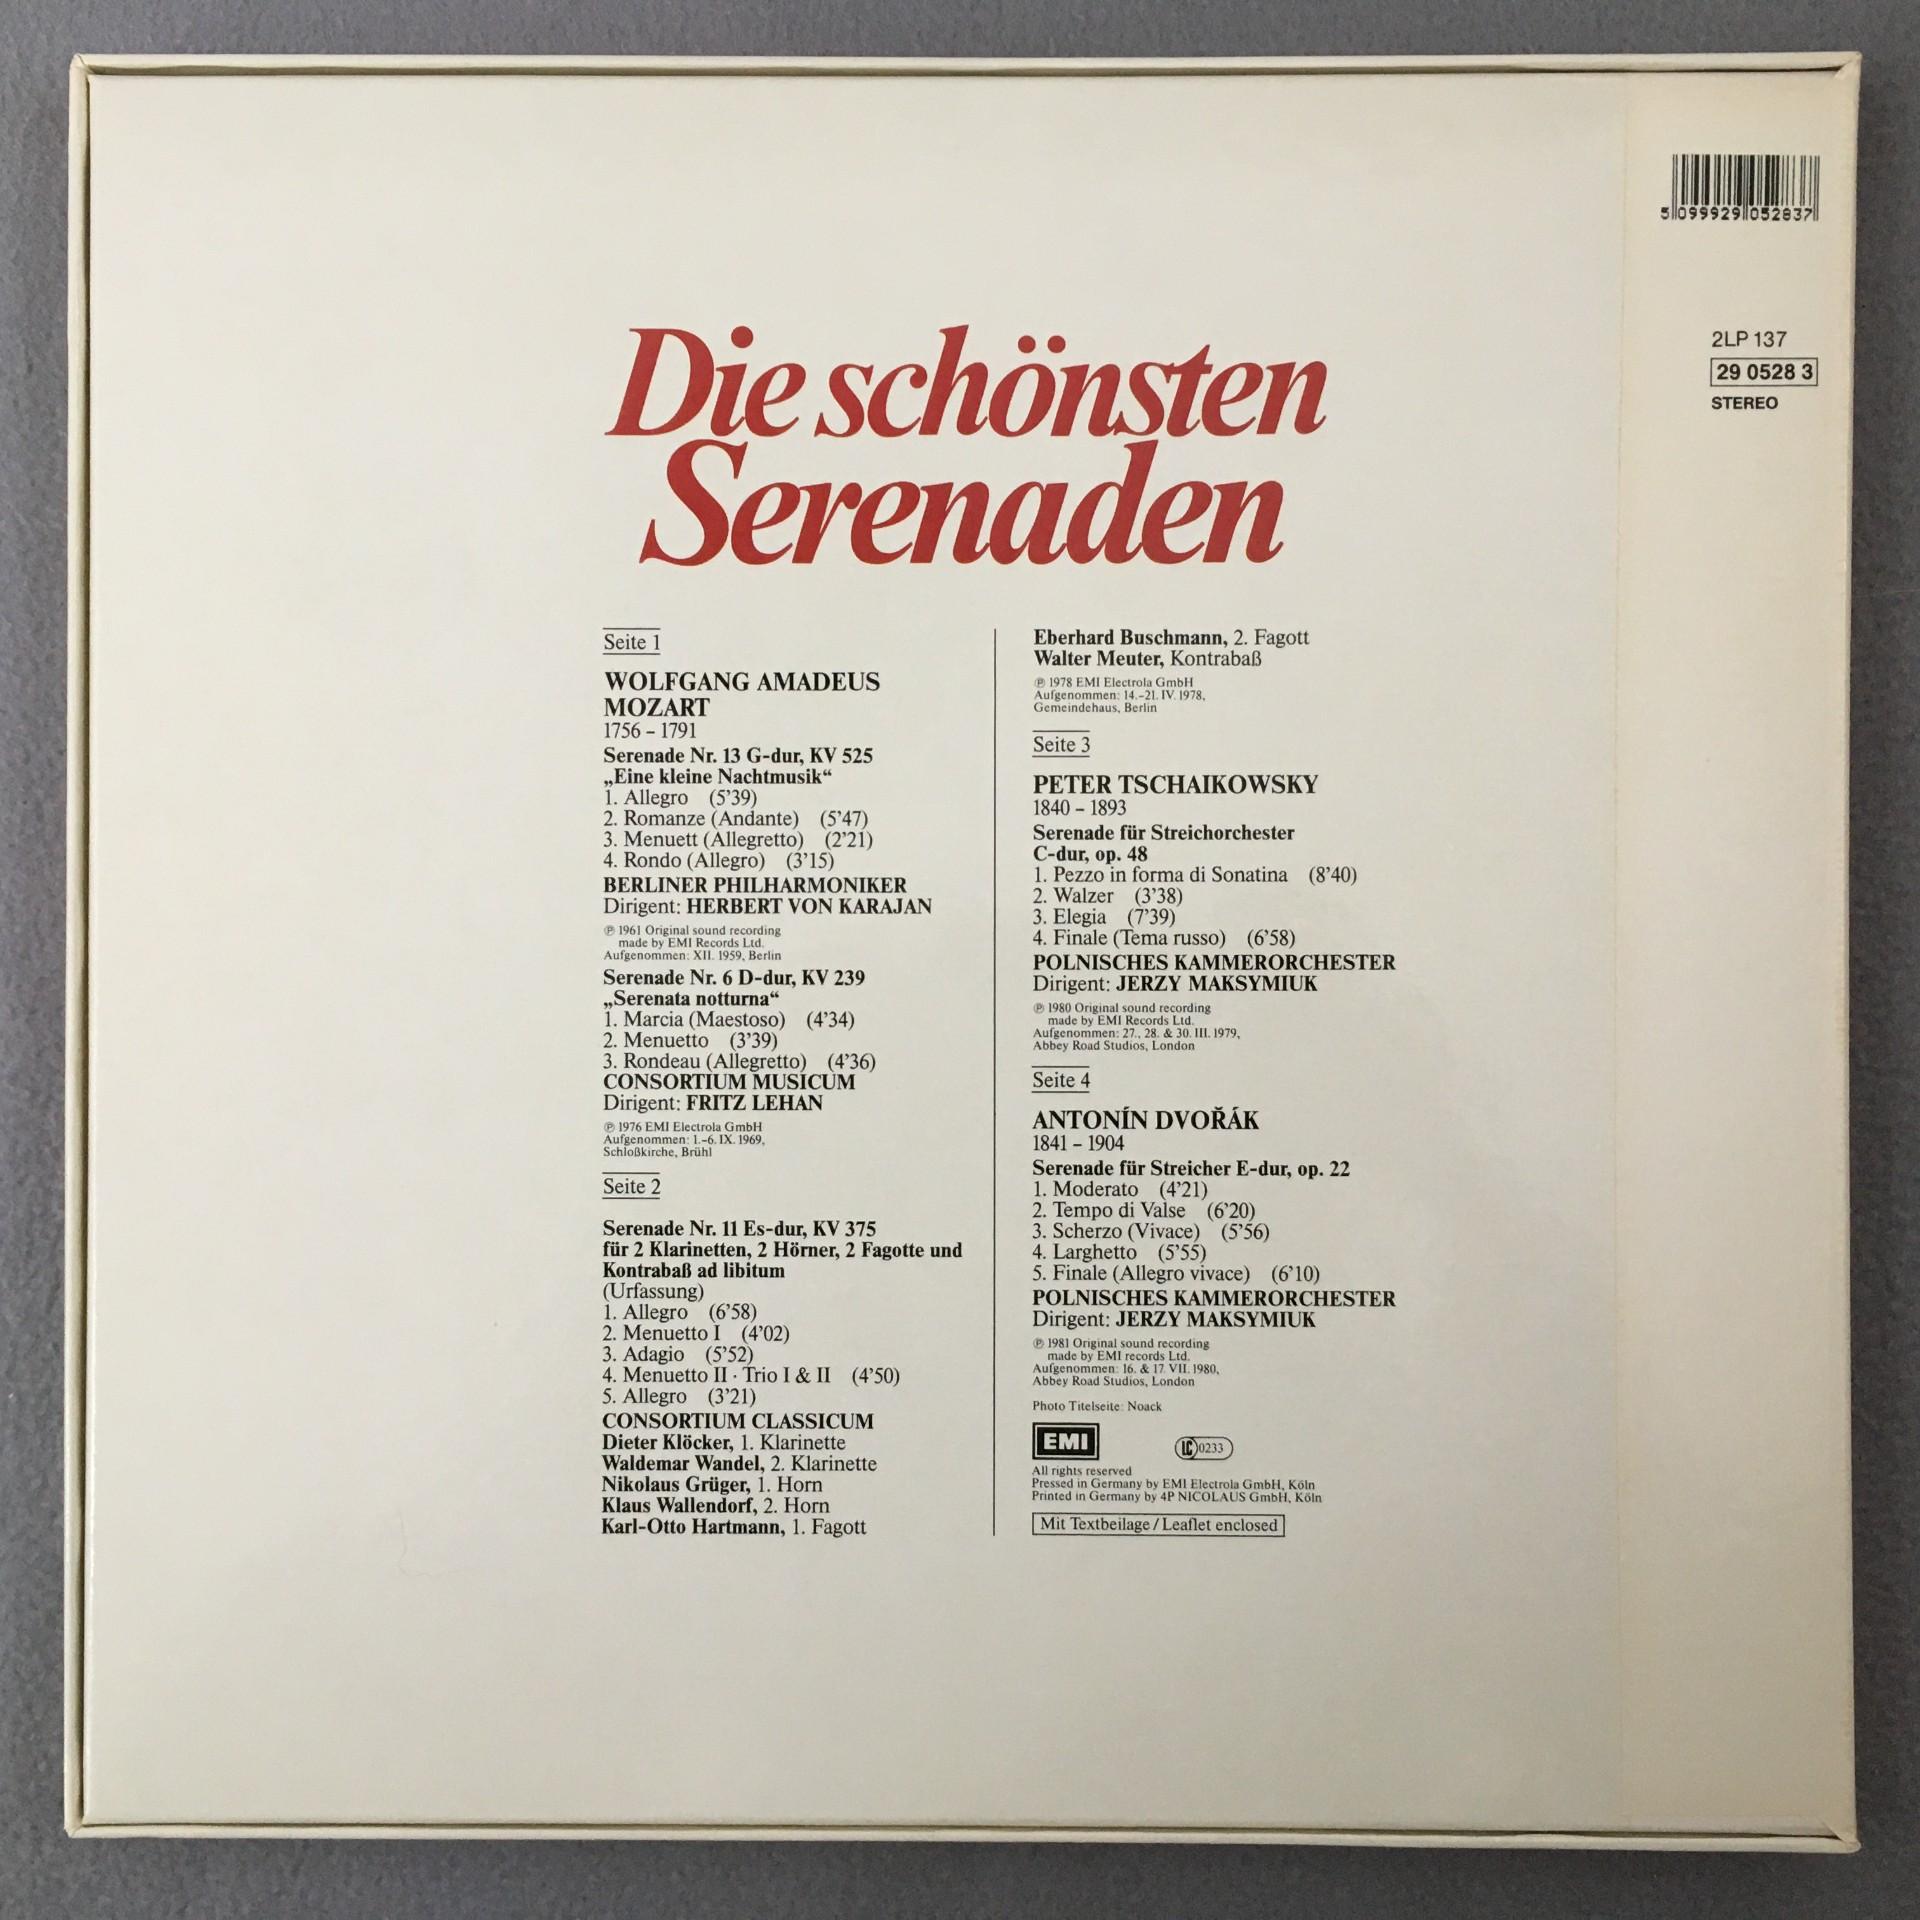 5 099929 052837
2LP 137
29 0528 3
STEREO
Die schönsten
Serenaden
Seite 1
WOLFGANG AMADEUS
MOZART
1756 – 1791
Serenade Nr. 13 G-dur, KV 525
„Eine kleine Nachtmusik“
1. Allegro (5’39)
2. Romanze (Andante) (5’47)
3. Menuett (Allegretto) (2’21)
4. Rondo (Allegro) (3’15)
BERLINER PHILHARMONIKER
Dirigent: HERBERT VON KARAJAN
℗ 1961 Original sound recording
made by EMI Records Ltd.
Aufgenommen: XII. 1959, Berlin
Serenade Nr. 6 D-dur, KV 239
„Serenata notturna“
1. Marcia (Maestoso) (4’34)
2. Menuetto (3’39)
3. Rondeau (Allegretto) (4’36)
CONSORTIUM MUSICUM
Dirigent: FRITZ LEHAN
℗ 1976 EMI Electrola GmbH
Aufgenommen: 1.–6. IX. 1969,
Schloßkirche, Brühl
Seite 2
Serenade Nr. 11 Es-dur, KV 375
für 2 Klarinetten, 2 Hörner, 2 Fagotte und
Kontrabaß ad libitum
(Urfassung)
1. Allegro (6’58)
2. Menuetto I (4’02)
3. Adagio (5’52)
4. Menuetto II · Trio I & II (4’50)
5. Allegro (3’21)
CONSORTIUM CLASSICUM
Dieter Klöcker, 1. Klarinette
Waldemar Wandel, 2. Klarinette
Nikolaus Grüger, 1. Horn
Klaus Wallendorf, 2. Horn
Karl-Otto Hartmann, 1. Fagott
Eberhard Buschmann, 2. Fagott
Walter Meuter, Kontrabaß
℗ 1978 EMI Electrola GmbH
Aufgenommen: 14.–21. IV. 1978,
Gemeindehaus, Berlin
Seite 3
PETER TSCHAIKOWSKY
1840 – 1893
Serenade für Streichorchester
C-dur, op. 48
1. Pezzo in forma di Sonatina (8’40)
2. Walzer (3’38)
3. Elegia (7’39)
4. Finale (Tema russo) (6’58)
POLNISCHES KAMMERORCHESTER
Dirigent: JERZY MAKSYMIUK
℗ 1980 Original sound recording
made by EMI Records Ltd.
Aufgenommen: 27., 28. & 30. III. 1979,
Abbey Road Studios, London
Seite 4
ANTONÍN DVOŘÁK
1841 – 1904
Serenade für Streicher E-dur, op. 22
1. Moderato (4’21)
2. Tempo di Valse (6’20)
3. Scherzo (Vivace) (5’56)
4. Larghetto (5’55)
5. Finale (Allegro vivace) (6’10)
POLNISCHES KAMMERORCHESTER
Dirigent: JERZY MAKSYMIUK
℗ 1981 Original sound recording
made by EMI records Ltd.
Aufgenommen: 16. & 17. VII. 1980,
Abbey Road Studios, London
Photo Titelseite: Noack
EMI
LC 0233
All rights reserved
Pressed in Germany by EMI Electrola GmbH, Köln
Printed in Germany by 4P NICOLAUS GmbH, Köln
Mit Textbeilage / Leaflet enclosed